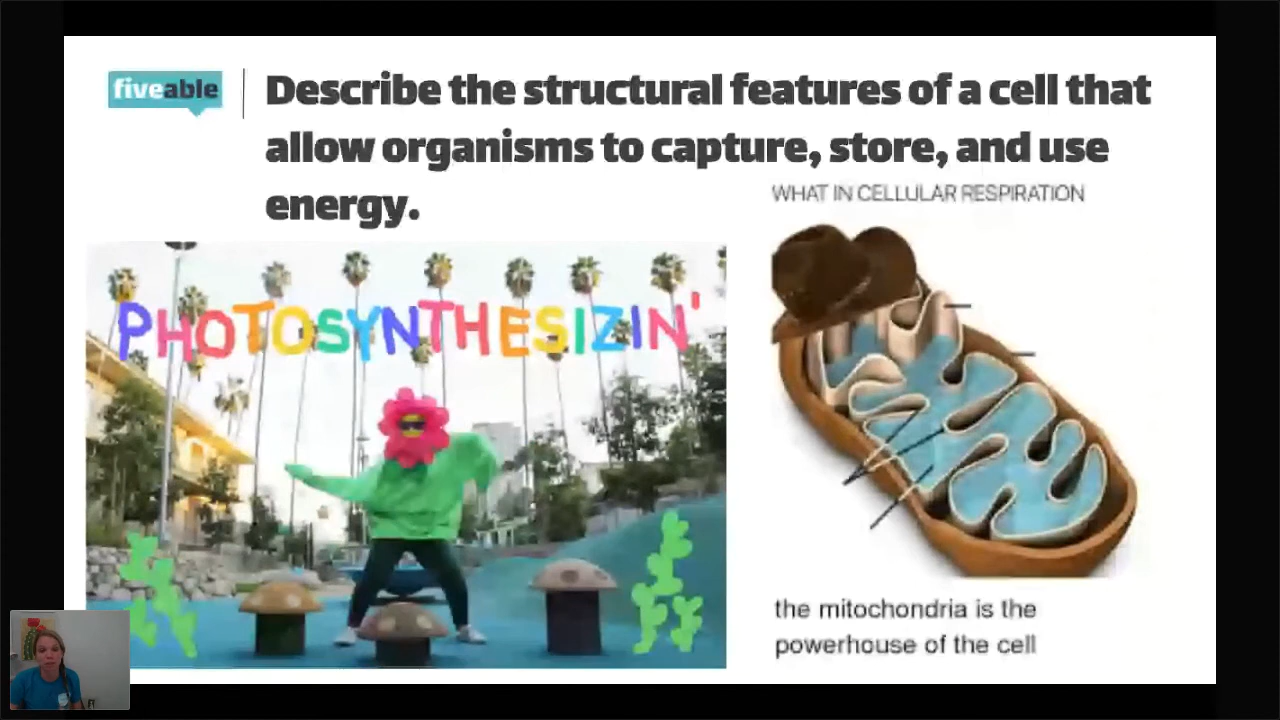 fiveable
Describe the structural features of a cell that
allow organisms to capture, store, and use
energy.
WHAT IN CELLULAR RESPIRATION
PHOTOSYNTHESIZIN'
the mitochondria is the
powerhouse of the cell